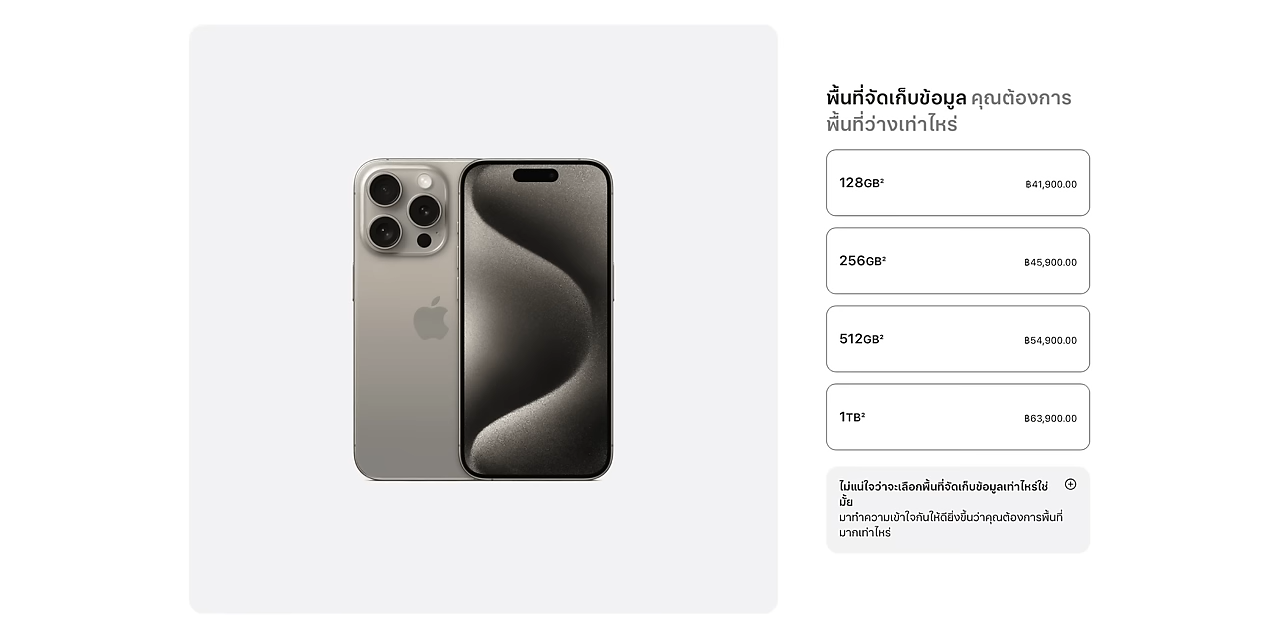 พื้นที่จัดเก็บข้อมูล คุณต้องการ
พื้นที่ว่างเท่าไหร่
128GB²
฿41,900.00
256GB²
฿45,900.00
512GB²
฿54,900.00
1TB²
฿63,900.00
ไม่แน่ใจว่าจะเลือกพื้นที่จัดเก็บข้อมูลเท่าไหร่ใช่
มั้ย
มาทำความเข้าใจกันให้ดียิ่งขึ้นว่าคุณต้องการพื้นที่
มากเท่าไหร่